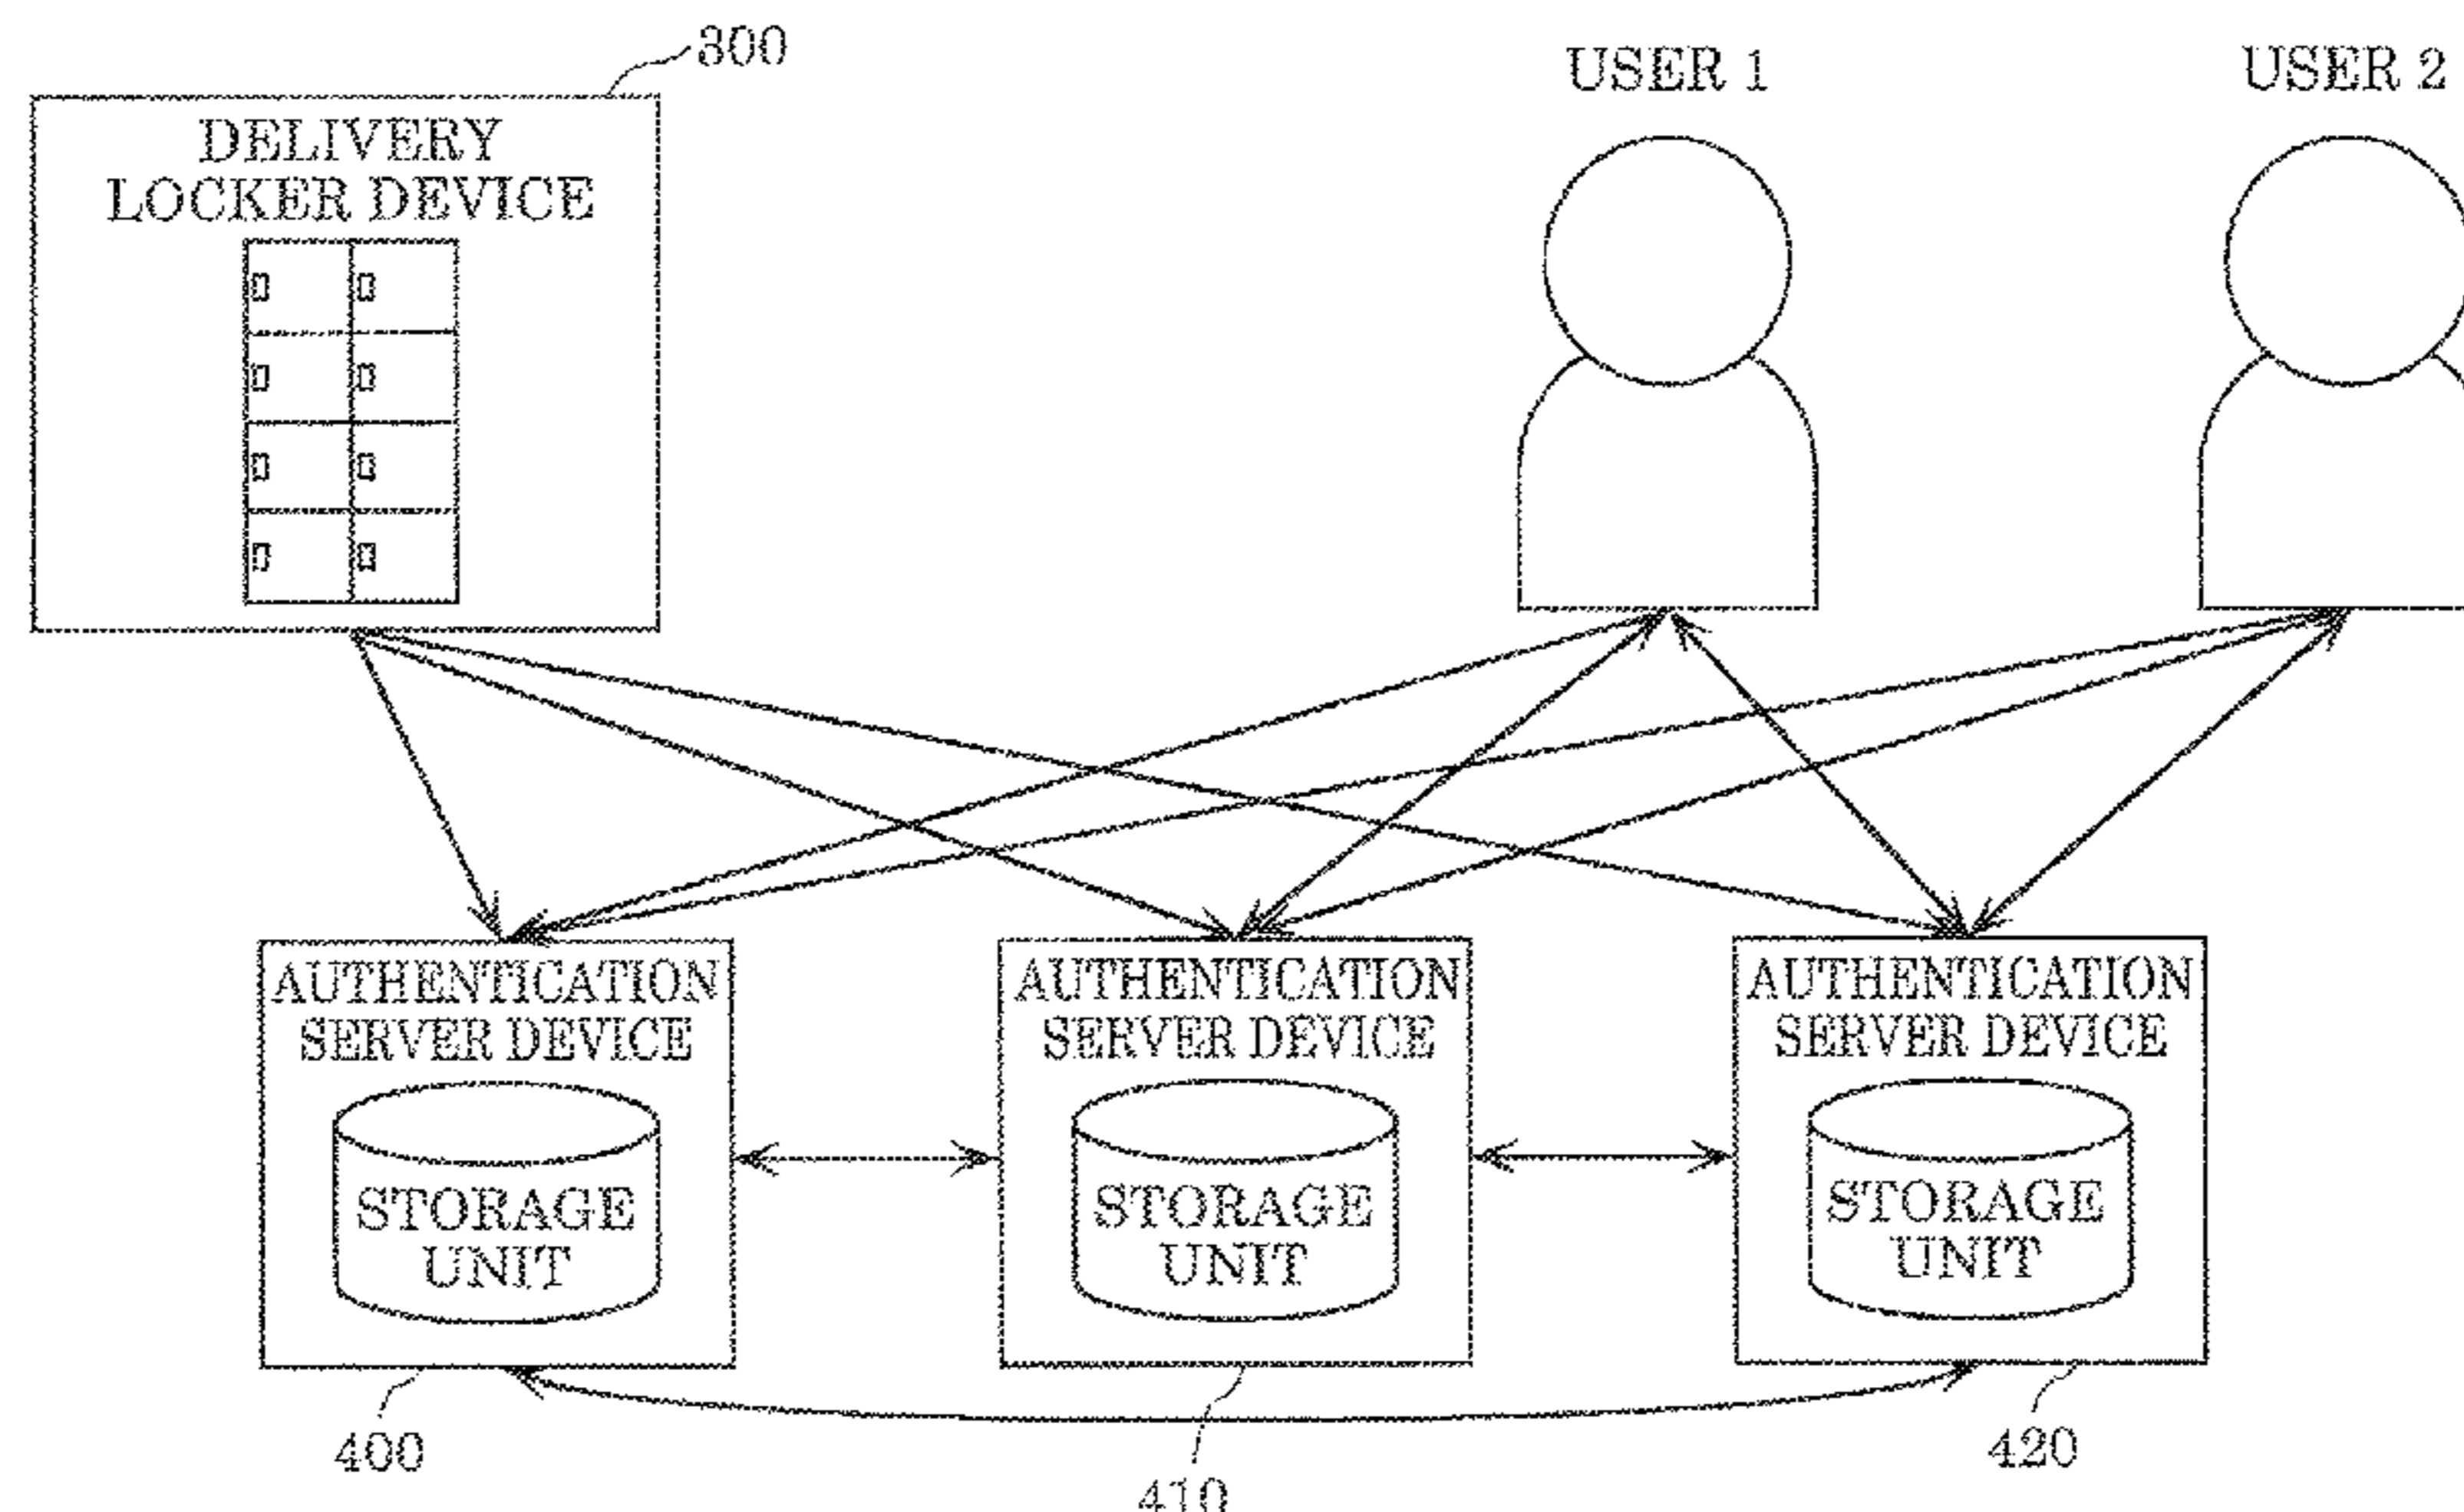 300
USER 1
USER 2
DELIVERY
LOCKER DEVICE
AUTHENTICATION
SERVER DEVICE
STORAGE
UNIT
AUTHENTICATION
SERVER DEVICE
STORAGE
UNIT
AUTHENTICATION
SERVER DEVICE
STORAGE
UNIT
400
410
420